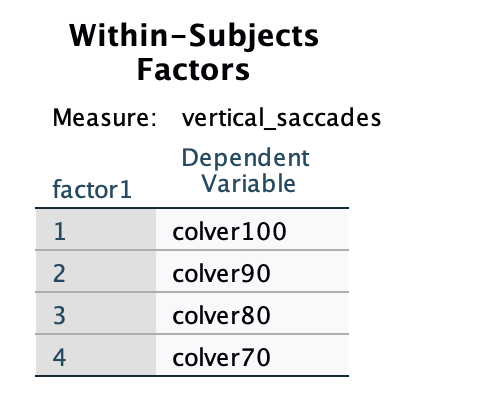 Within-Subjects
Factors
Measure: vertical_saccades
factor1 Dependent
Variable
1 colver100
2 colver90
3 colver80
4 colver70